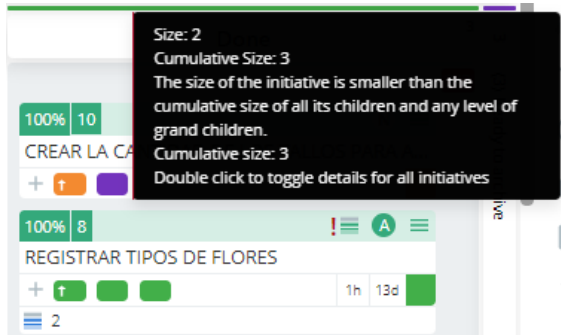 Size: 2
Cumulative Size: 3
The size of the initiative is smaller than the
cumulative size of all its children and any level of
grand children.
Cumulative size: 3
Double click to toggle details for all initiatives
100% 10
CREAR LA CA
100% 8
! A
REGISTRAR TIPOS DE FLORES
1h 13d
2